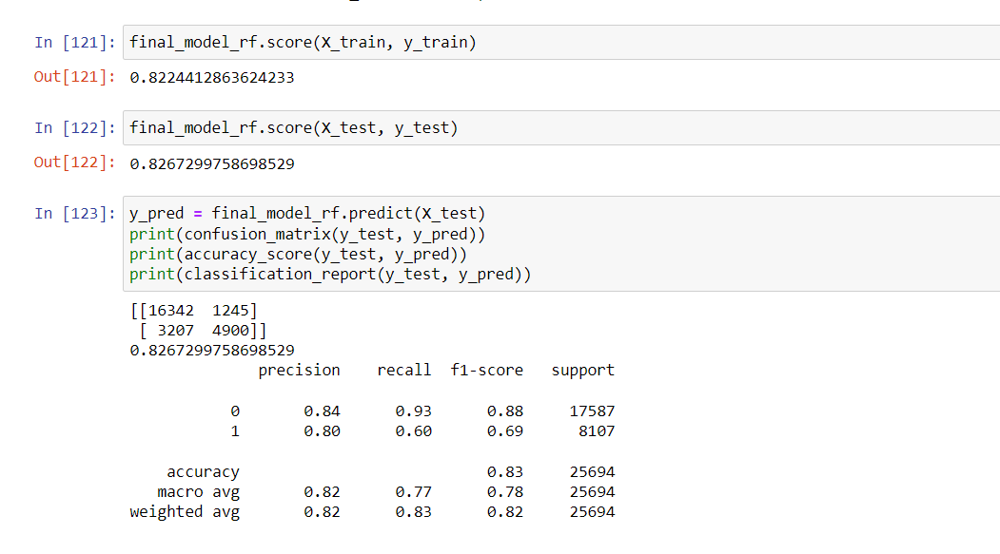 In [121]: final_model_rf.score(X_train, y_train)
Out[121]: 0.8224412863624233
In [122]: final_model_rf.score(X_test, y_test)
Out[122]: 0.8267299758698529
In [123]: y_pred = final_model_rf.predict(X_test)
print(confusion_matrix(y_test, y_pred))
print(accuracy_score(y_test, y_pred))
print(classification_report(y_test, y_pred))
[[16342  1245]
 [ 3207  4900]]
0.8267299758698529
              precision    recall  f1-score   support
           0       0.84      0.93      0.88     17587
           1       0.80      0.60      0.69      8107
    accuracy                           0.83     25694
   macro avg       0.82      0.77      0.78     25694
weighted avg       0.82      0.83      0.82     25694